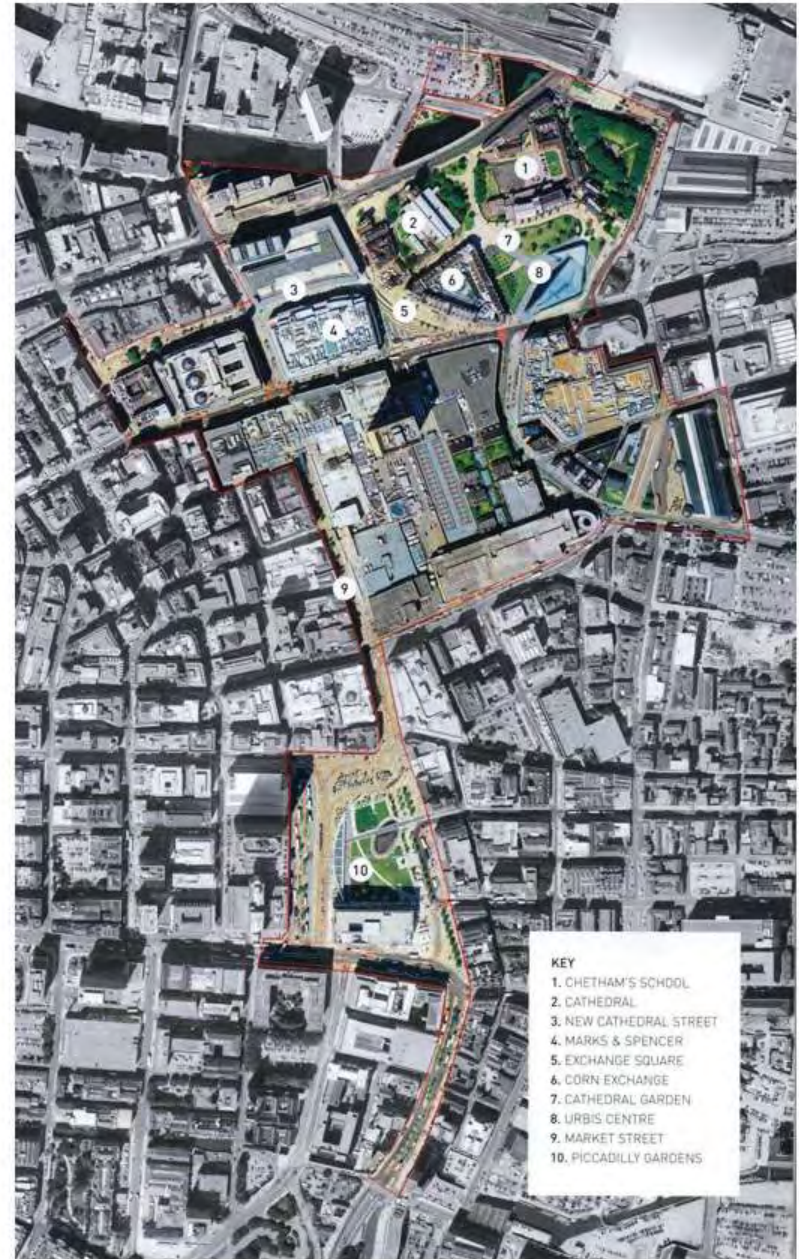 1
2
7
8
6
3
5
4
9
10
KEY
1. CHETHAM'S SCHOOL
2. CATHEDRAL
3. NEW CATHEDRAL STREET
4. MARKS & SPENCER
5. EXCHANGE SQUARE
6. CORN EXCHANGE
7. CATHEDRAL GARDEN
8. URBIS CENTRE
9. MARKET STREET
10. PICCADILLY GARDENS